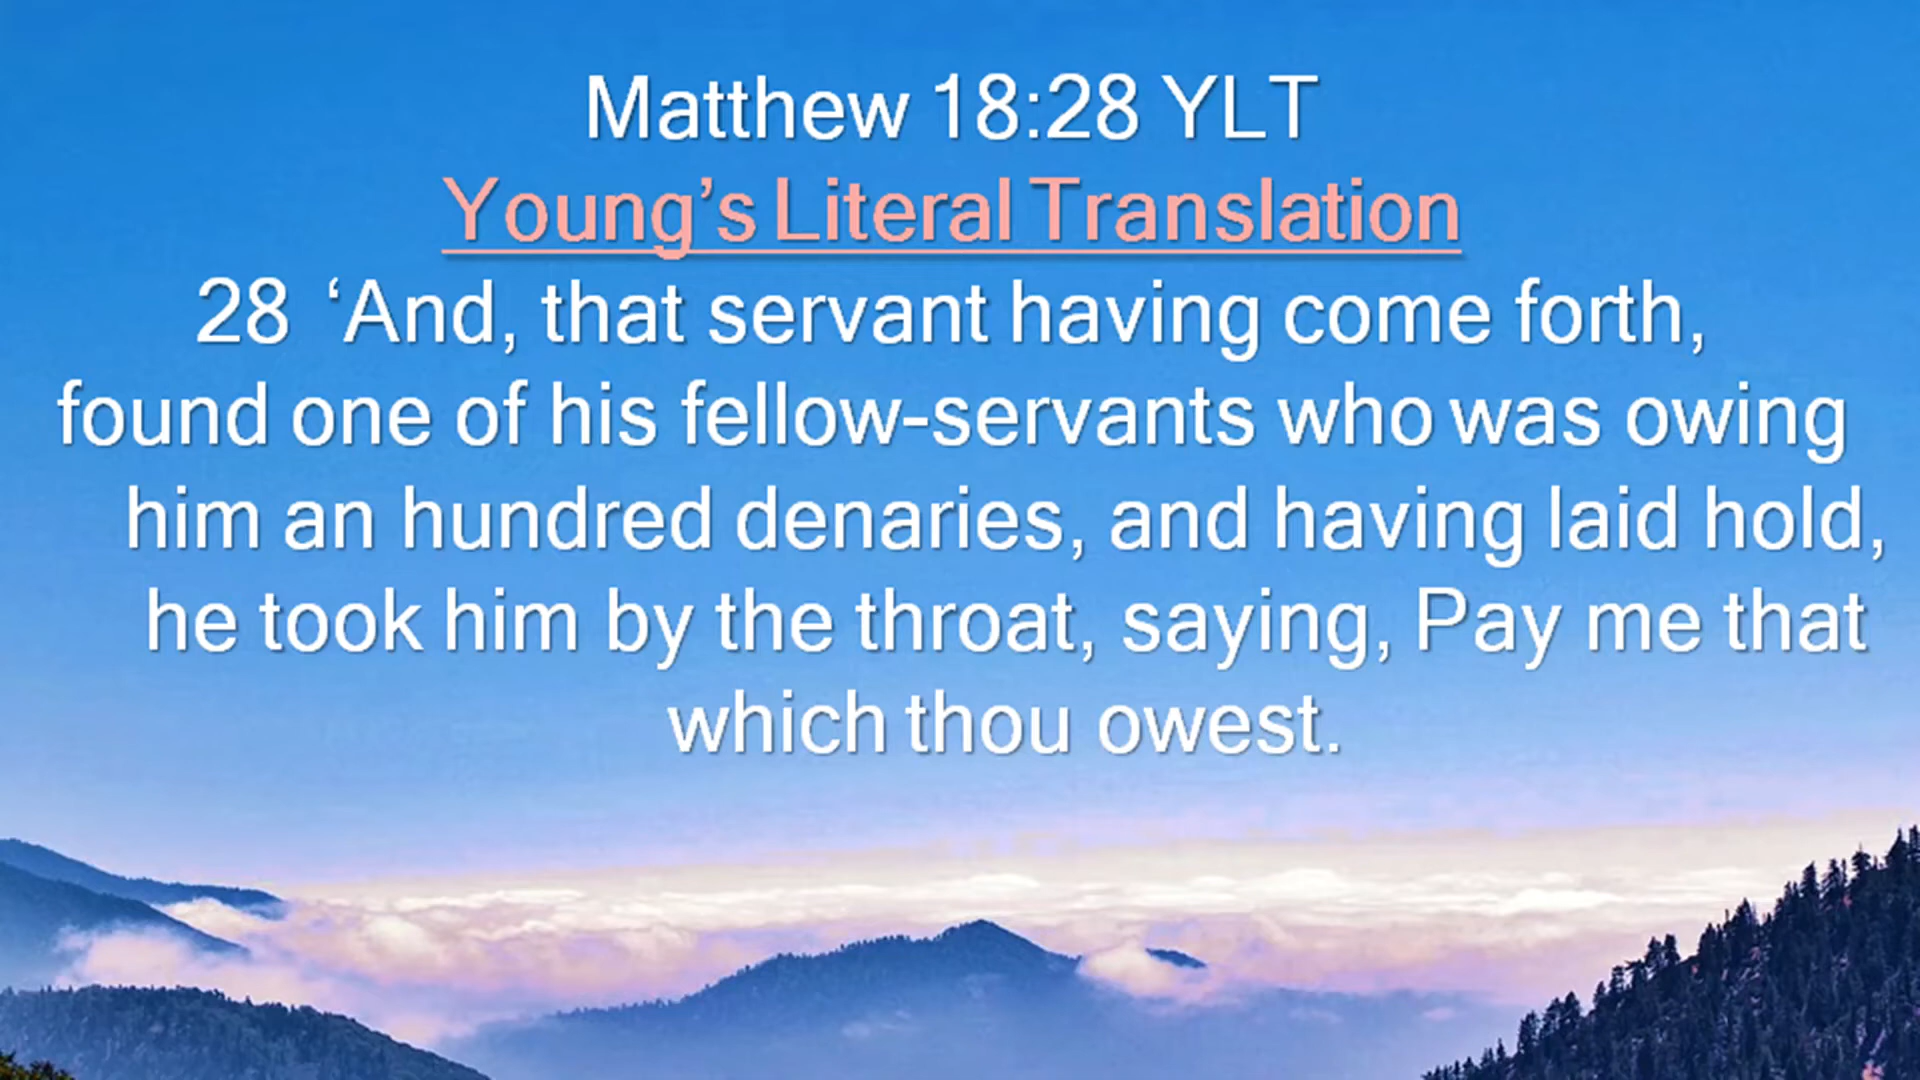 Matthew 18:28 YLT
Young’s Literal Translation
28 ‘And, that servant having come forth,
found one of his fellow-servants who was owing
him an hundred denaries, and having laid hold,
he took him by the throat, saying, Pay me that
which thou owest.